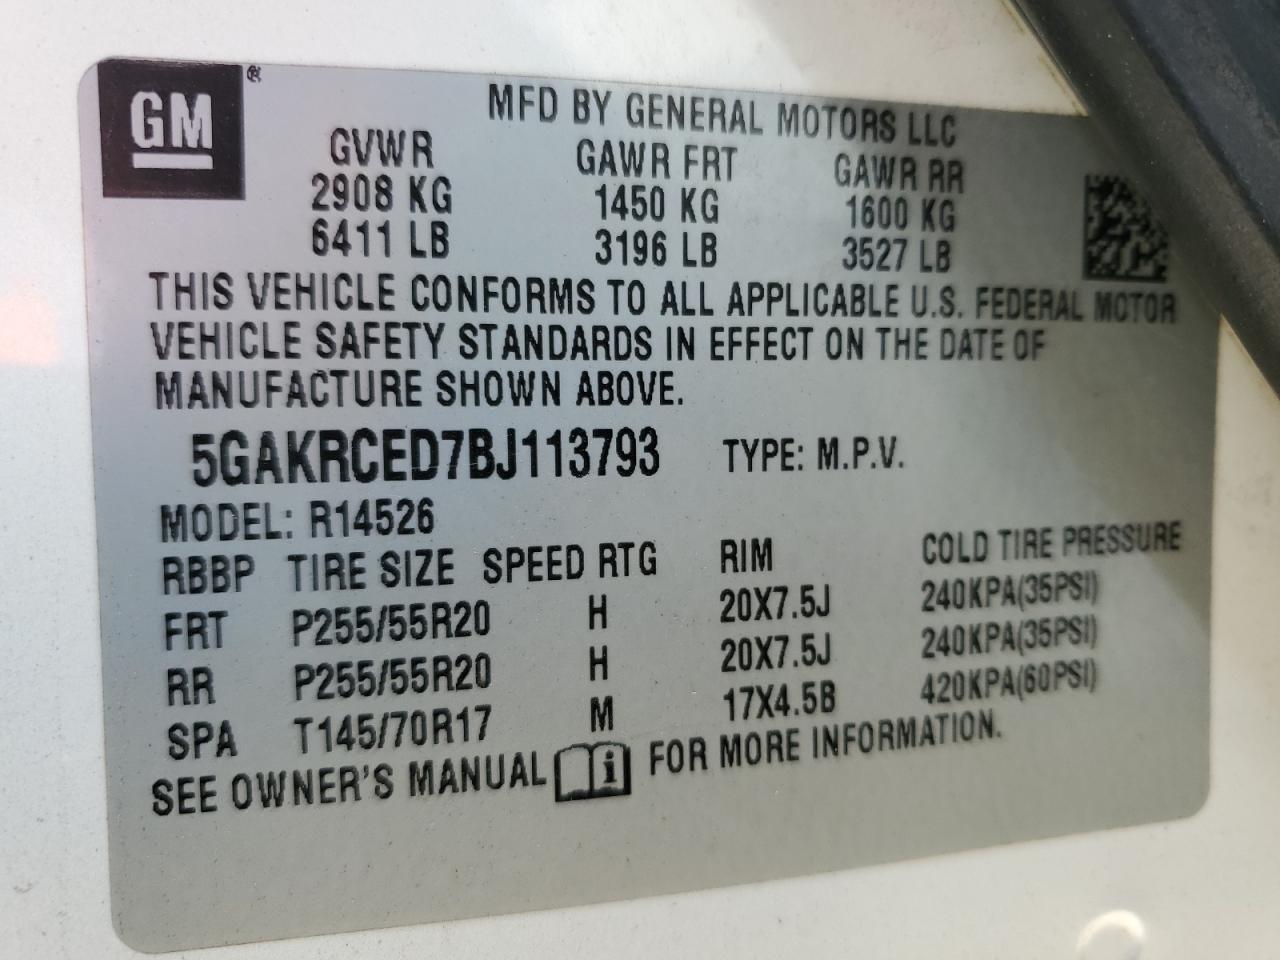 GM ®
MFD BY GENERAL MOTORS LLC
GVWR GAWR FRT GAWR RR
2908 KG 1450 KG 1600 KG
6411 LB 3196 LB 3527 LB
THIS VEHICLE CONFORMS TO ALL APPLICABLE U.S. FEDERAL MOTOR
VEHICLE SAFETY STANDARDS IN EFFECT ON THE DATE OF
MANUFACTURE SHOWN ABOVE.
5GAKRCED7BJ113793 TYPE: M.P.V.
MODEL: R14526
RBBP TIRE SIZE SPEED RTG RIM COLD TIRE PRESSURE
FRT P255/55R20 H 20X7.5J 240KPA(35PSI)
RR P255/55R20 H 20X7.5J 240KPA(35PSI)
SPA T145/70R17 M 17X4.5B 420KPA(60PSI)
SEE OWNER'S MANUAL i FOR MORE INFORMATION.